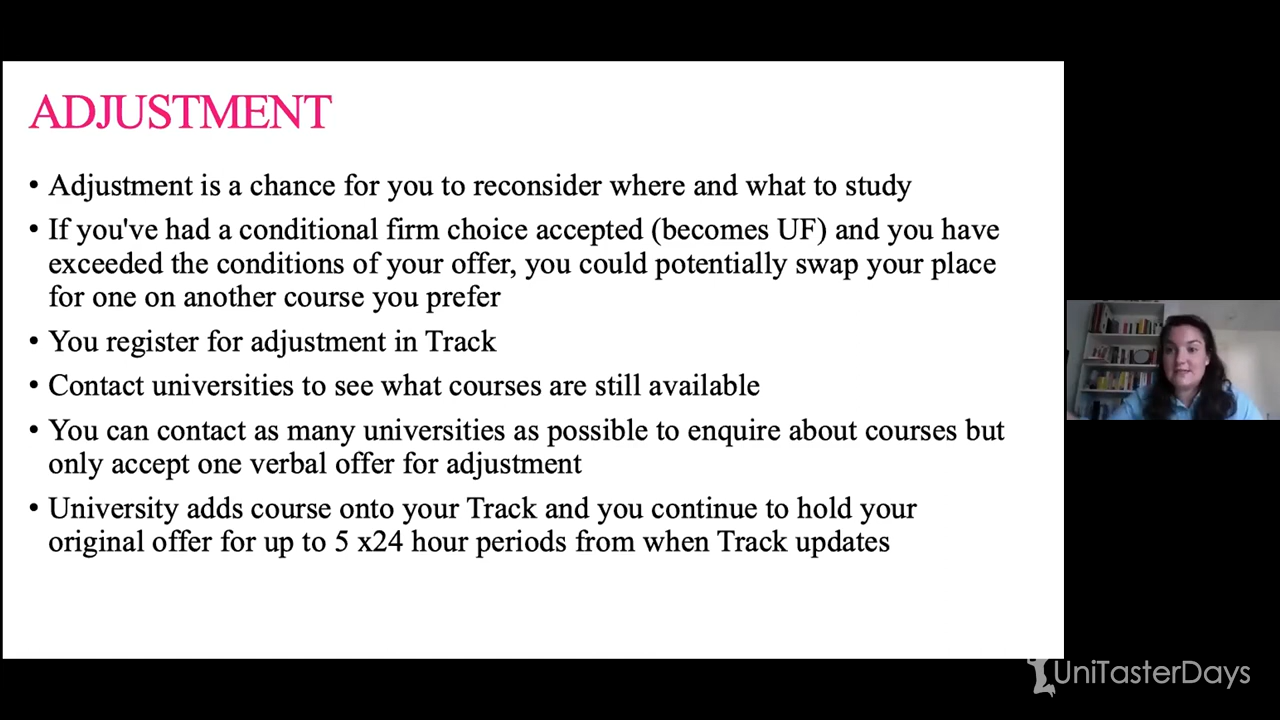 ADJUSTMENT
• Adjustment is a chance for you to reconsider where and what to study
• If you've had a conditional firm choice accepted (becomes UF) and you have
exceeded the conditions of your offer, you could potentially swap your place
for one on another course you prefer
• You register for adjustment in Track
• Contact universities to see what courses are still available
• You can contact as many universities as possible to enquire about courses but
only accept one verbal offer for adjustment
• University adds course onto your Track and you continue to hold your
original offer for up to 5 x24 hour periods from when Track updates
UniTasterDays